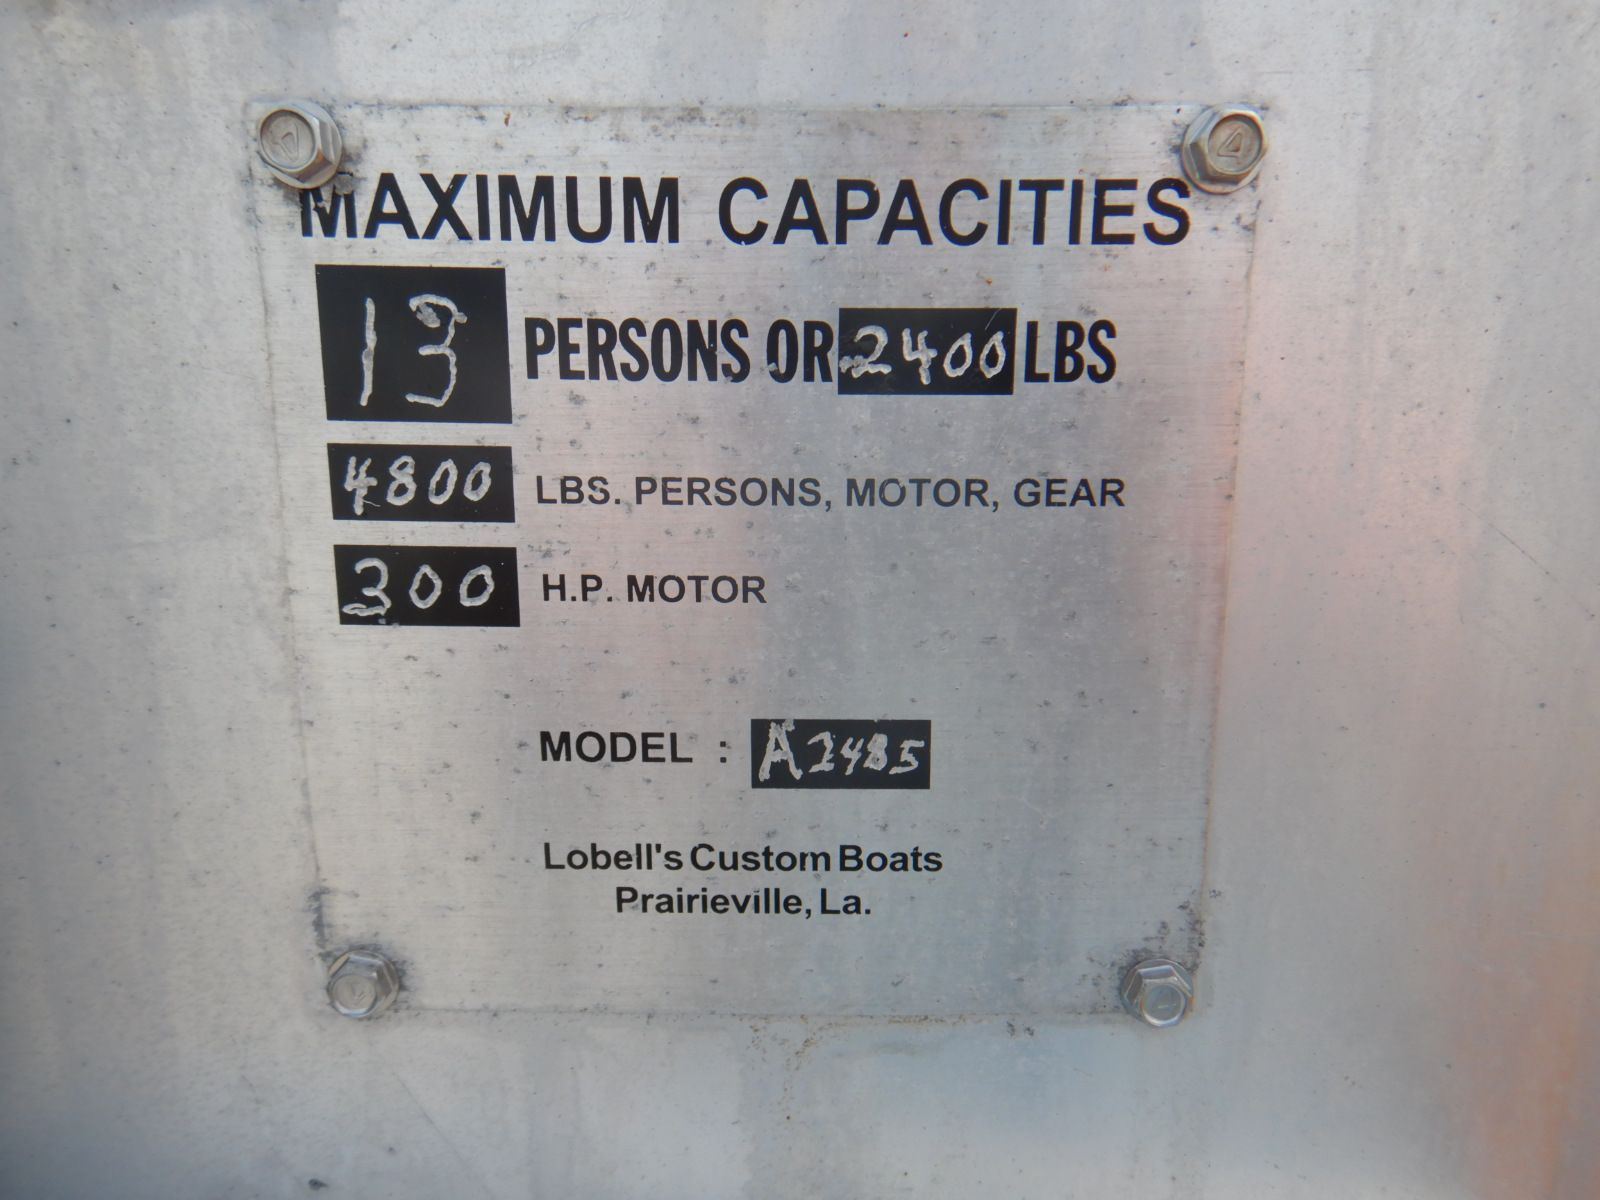 MAXIMUM CAPACITIES
13 PERSONS OR 2400 LBS
4800 LBS. PERSONS, MOTOR, GEAR
300 H.P. MOTOR
MODEL : A2485
Lobell's Custom Boats
Prairieville, La.